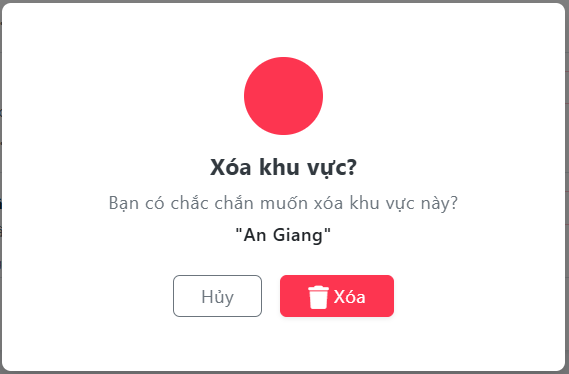 Xóa khu vực?
Bạn có chắc chắn muốn xóa khu vực này?
"An Giang"
Hủy
Xóa